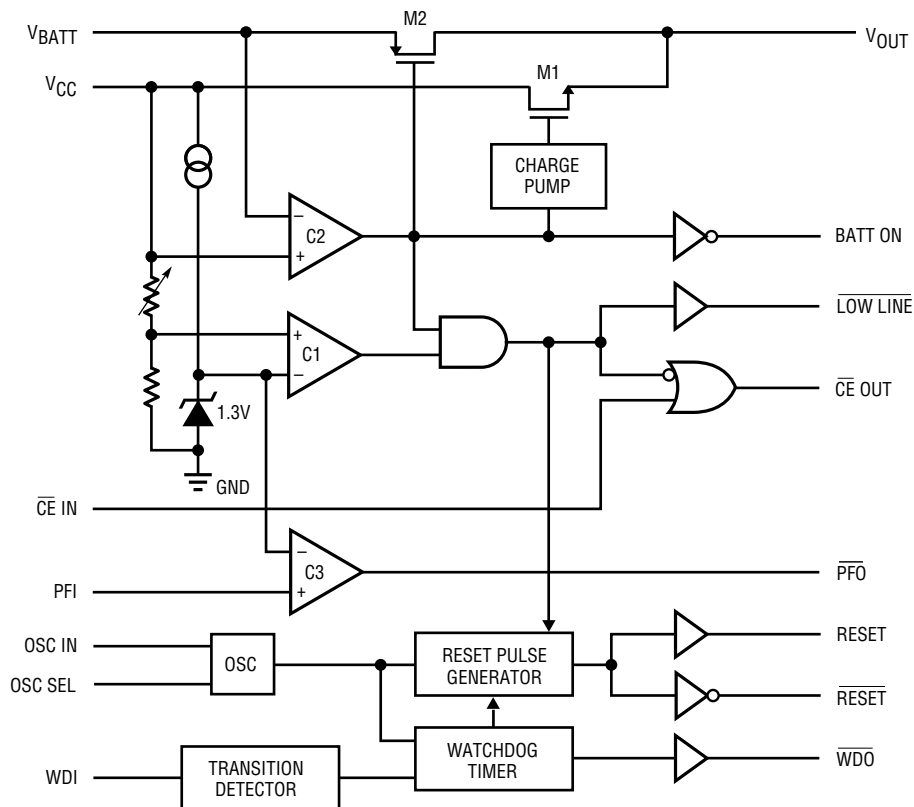 M2
VBATT
VOUT
M1
VCC
CHARGE
PUMP
−
C2
+
BATT ON
LOW LINE
+
C1
−
CE OUT
1.3V
GND
CE IN
−
C3
+
PFO
PFI
OSC IN
OSC
OSC SEL
RESET PULSE
GENERATOR
RESET
RESET
WATCHDOG
TIMER
WDO
WDI
TRANSITION
DETECTOR